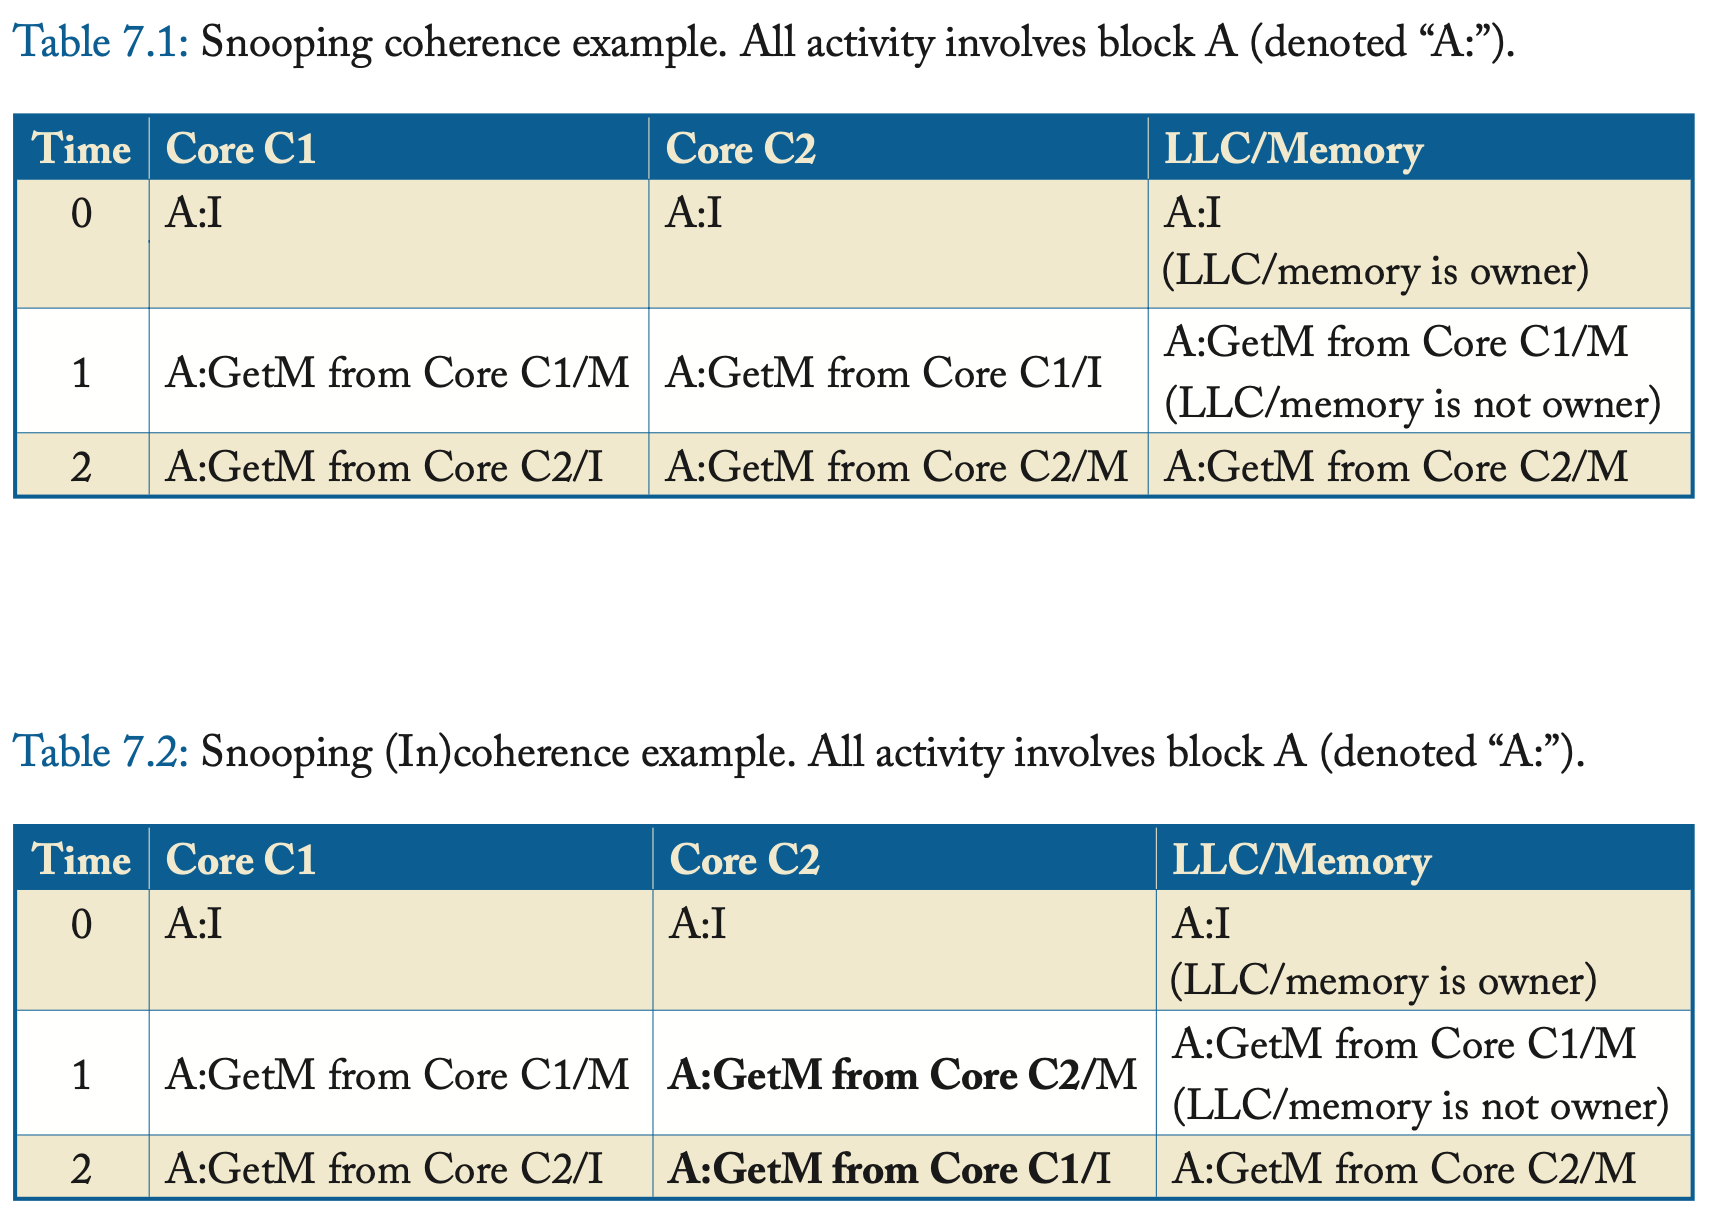 Table 7.1: Snooping coherence example. All activity involves block A (denoted “A:”).
Time Core C1 Core C2 LLC/Memory
0 A:I A:I A:I
(LLC/memory is owner)
1 A:GetM from Core C1/M A:GetM from Core C1/I A:GetM from Core C1/M
(LLC/memory is not owner)
2 A:GetM from Core C2/I A:GetM from Core C2/M A:GetM from Core C2/M
Table 7.2: Snooping (In)coherence example. All activity involves block A (denoted “A:”).
Time Core C1 Core C2 LLC/Memory
0 A:I A:I A:I
(LLC/memory is owner)
1 A:GetM from Core C1/M A:GetM from Core C2/M A:GetM from Core C1/M
(LLC/memory is not owner)
2 A:GetM from Core C2/I A:GetM from Core C1/I A:GetM from Core C2/M